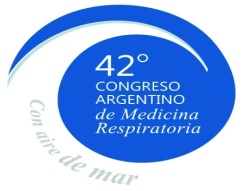 42°
CONGRESO
ARGENTINO
de Medicina
Respiratoria
Con aire de mar